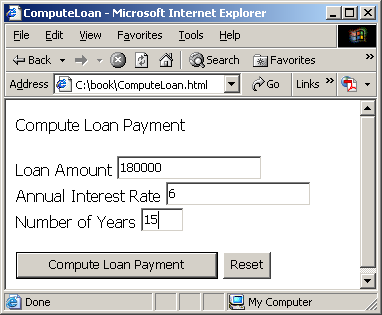 ComputeLoan - Microsoft Internet Explorer
File Edit View Favorites Tools Help
Back Search Favorites
Address C:\book\ComputeLoan.html Go Links
Compute Loan Payment
Loan Amount 180000
Annual Interest Rate 6
Number of Years 15
Compute Loan Payment Reset
Done My Computer